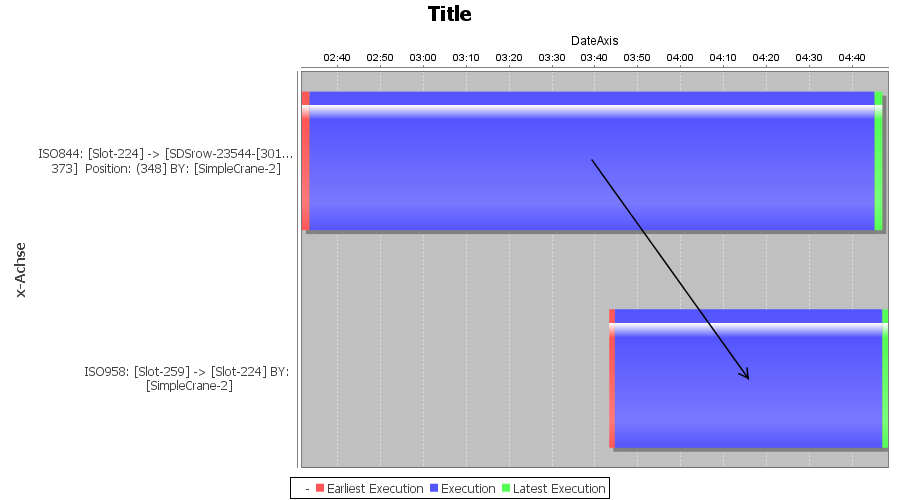 Title
DateAxis
02:40 02:50 03:00 03:10 03:20 03:30 03:40 03:50 04:00 04:10 04:20 04:30 04:40
ISO844: [Slot-224] -> [SDSrow-23544-[301...
373] Position: (348] BY: [SimpleCrane-2]
x-Achse
ISO958: [Slot-259] -> [Slot-224] BY:
[SimpleCrane-2]
- Earliest Execution Execution Latest Execution